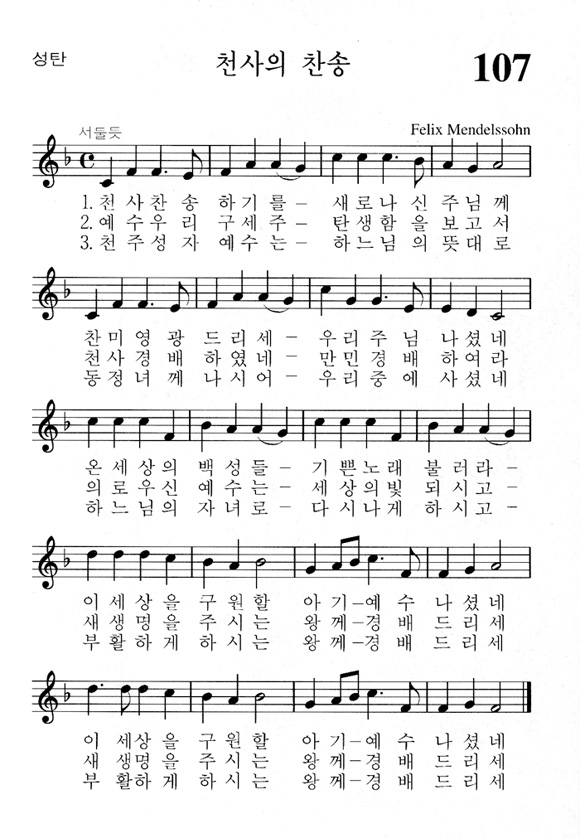 성탄
천사의 찬송
107
서둘듯
Felix Mendelssohn
1. 천 사 찬 송 하 기 를 – 새 로 나 신 주 님 께
2. 예 수 우 리 구 세 주 – 탄 생 함 을 보 고 서
3. 천 주 성 자 예 수 는 – 하 느 님 의 뜻 대 로
찬 미 영 광 드 리 세 – 우 리 주 님 나 셨 네
천 사 경 배 하 였 네 – 만 민 경 배 하 여 라
동 정 녀 께 나 시 어 – 우 리 중 에 사 셨 네
온 세 상 의 백 성 들 – 기 쁜 노 래 불 러 라 –
의 로 우 신 예 수 는 – 세 상 의 빛 되 시 고 –
하 느 님 의 자 녀 로 – 다 시 나 게 하 시 고 –
이 세 상 을 구 원 할 아 기 – 예 수 나 셨 네
새 생 명 을 주 시 는 왕 께 – 경 배 드 리 세
부 활 하 게 하 시 는 왕 께 – 경 배 드 리 세
이 세 상 을 구 원 할 아 기 – 예 수 나 셨 네
새 생 명 을 주 시 는 왕 께 – 경 배 드 리 세
부 활 하 게 하 시 는 왕 께 – 경 배 드 리 세